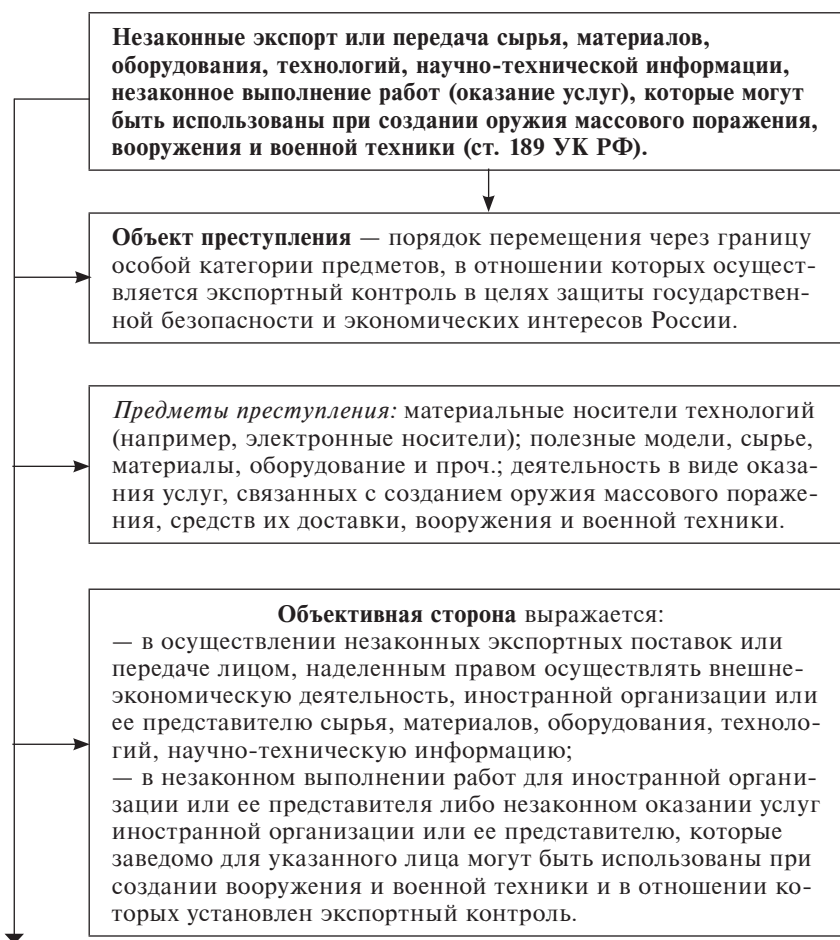 Незаконные экспорт или передача сырья, материалов,
оборудования, технологий, научно-технической информации,
незаконное выполнение работ (оказание услуг), которые могут
быть использованы при создании оружия массового поражения,
вооружения и военной техники (ст. 189 УК РФ).
Объект преступления — порядок перемещения через границу
особой категории предметов, в отношении которых осущест-
вляется экспортный контроль в целях защиты государствен-
ной безопасности и экономических интересов России.
Предметы преступления: материальные носители технологий
(например, электронные носители); полезные модели, сырье,
материалы, оборудование и проч.; деятельность в виде оказа-
ния услуг, связанных с созданием оружия массового пораже-
ния, средств их доставки, вооружения и военной техники.
Объективная сторона выражается:
— в осуществлении незаконных экспортных поставок или
передаче лицом, наделенным правом осуществлять внешне-
экономическую деятельность, иностранной организации или
ее представителю сырья, материалов, оборудования, техноло-
гий, научно-техническую информацию;
— в незаконном выполнении работ для иностранной органи-
зации или ее представителя либо незаконном оказании услуг
иностранной организации или ее представителю, которые
заведомо для указанного лица могут быть использованы при
создании вооружения и военной техники и в отношении ко-
торых установлен экспортный контроль.